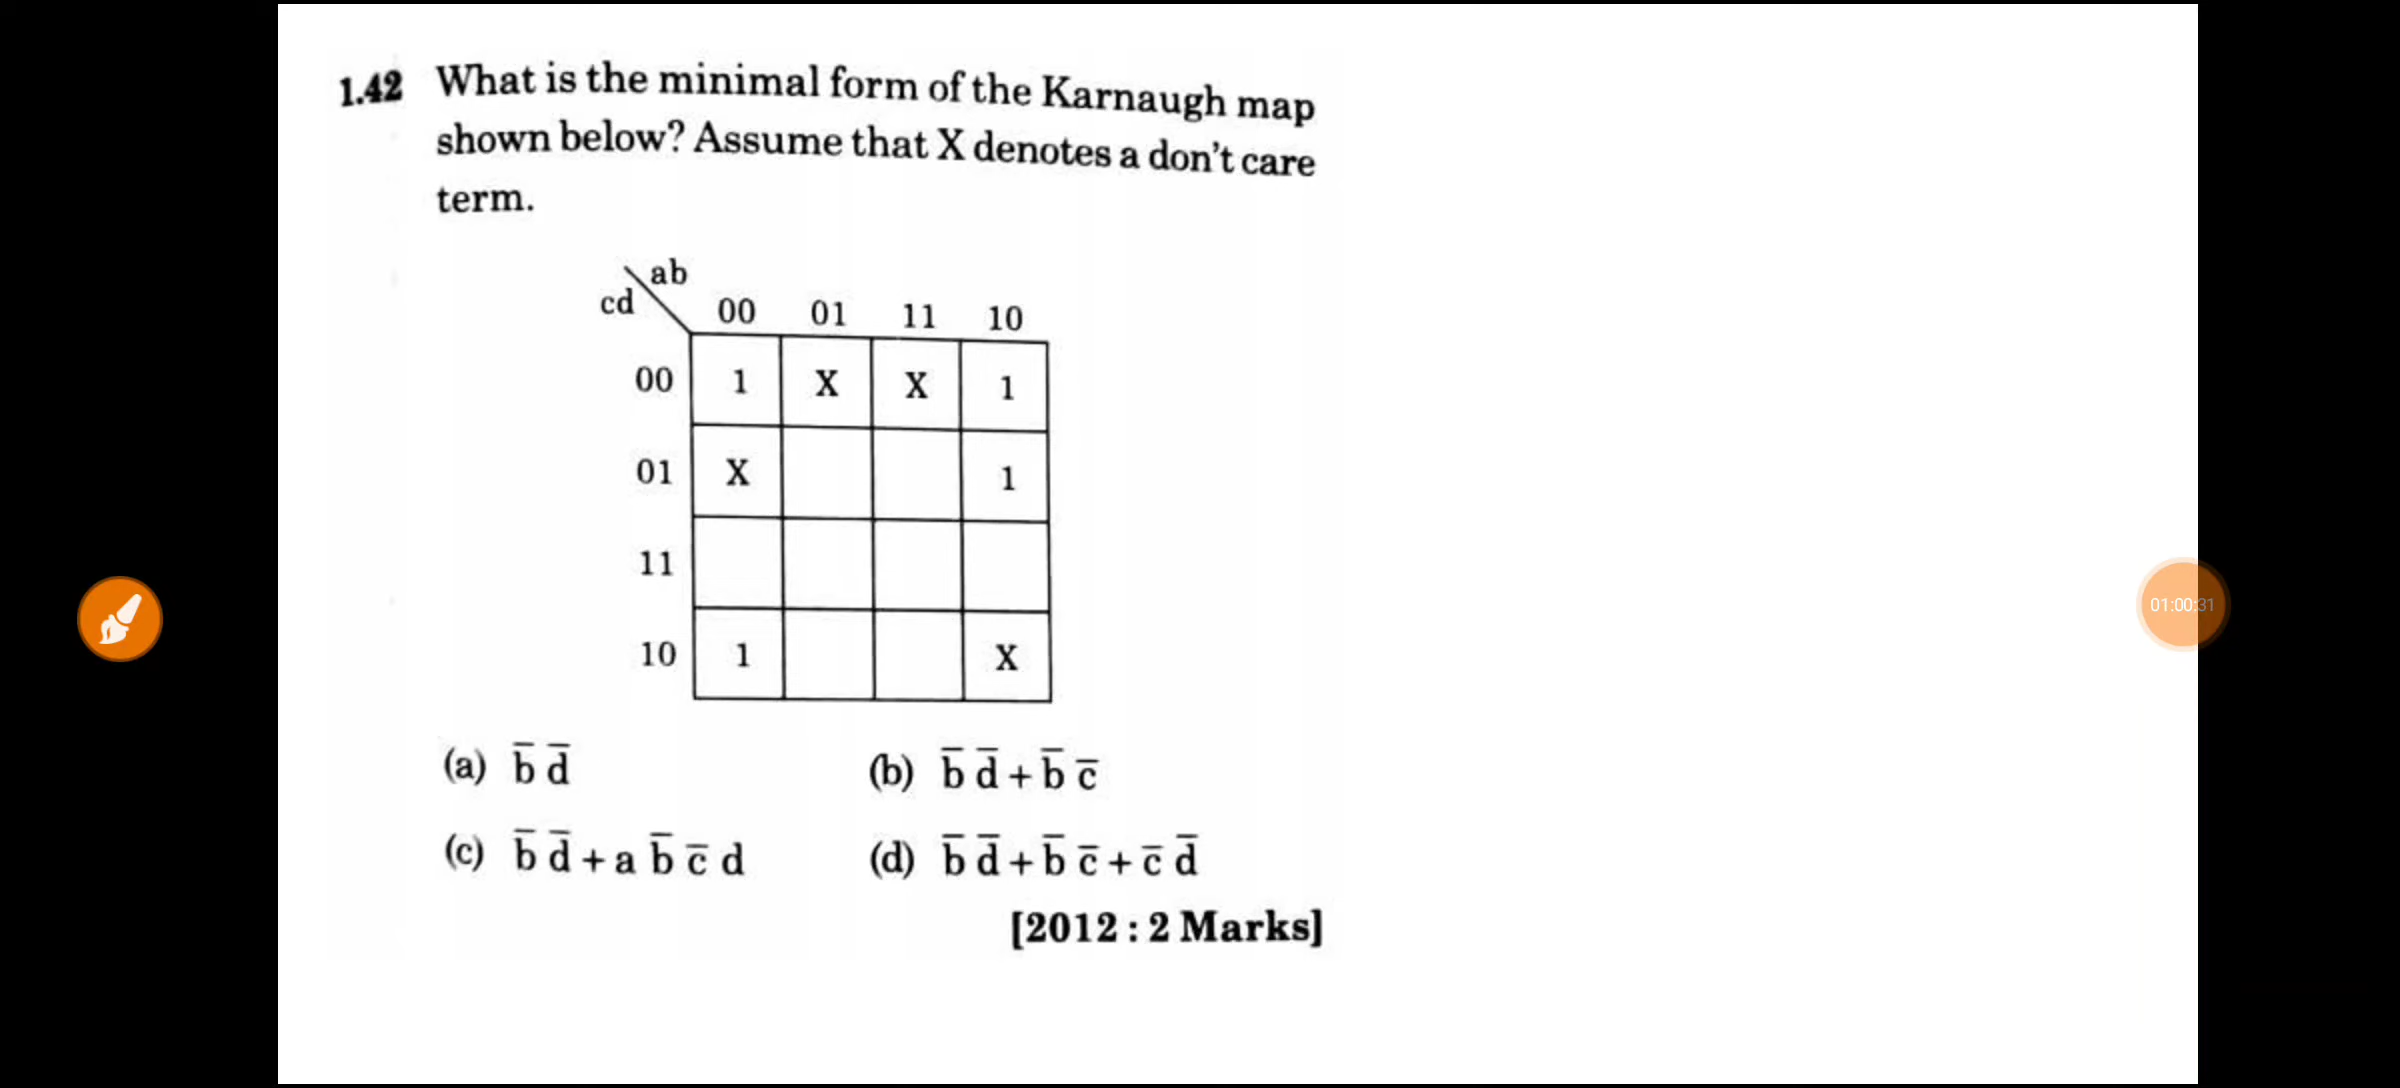 1.42 What is the minimal form of the Karnaugh map
shown below? Assume that X denotes a don't care
term.
ab
cd
00 01 11 10
00 1 X X 1
01 X 1
11
10 1 X
(a) b̅ d̅ (b) b̅ d̅ + b̅ c̅
(c) b̅ d̅ + a b̅ c̅ d (d) b̅ d̅ + b̅ c̅ + c̅ d̅
[2012 : 2 Marks]
01:00:31